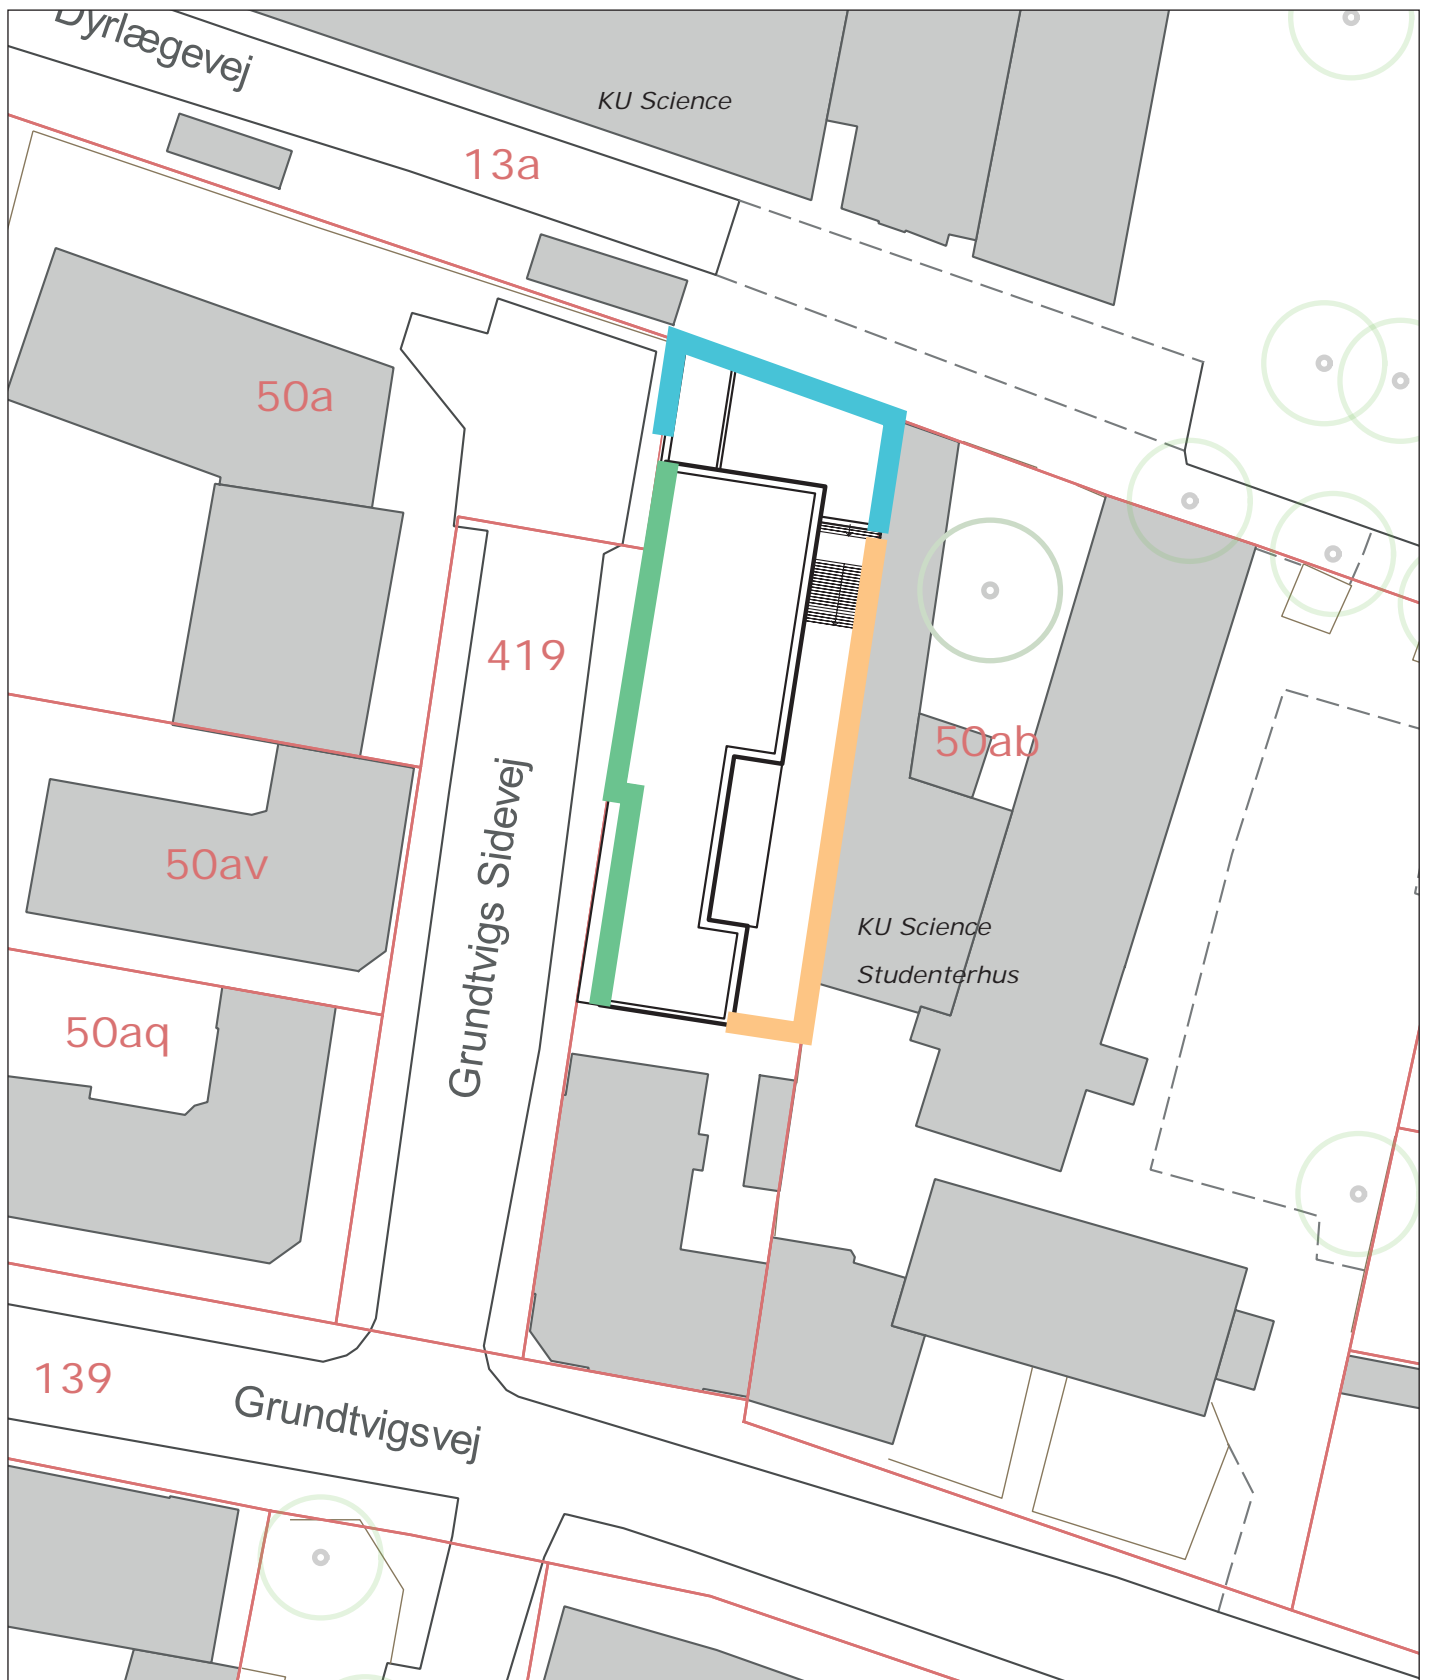 Dyrlægevej
KU Science
13a
50a
419
50ab
Grundtvigs Sidevej
50av
KU Science
Studenterhus
50aq
139
Grundtvigsvej